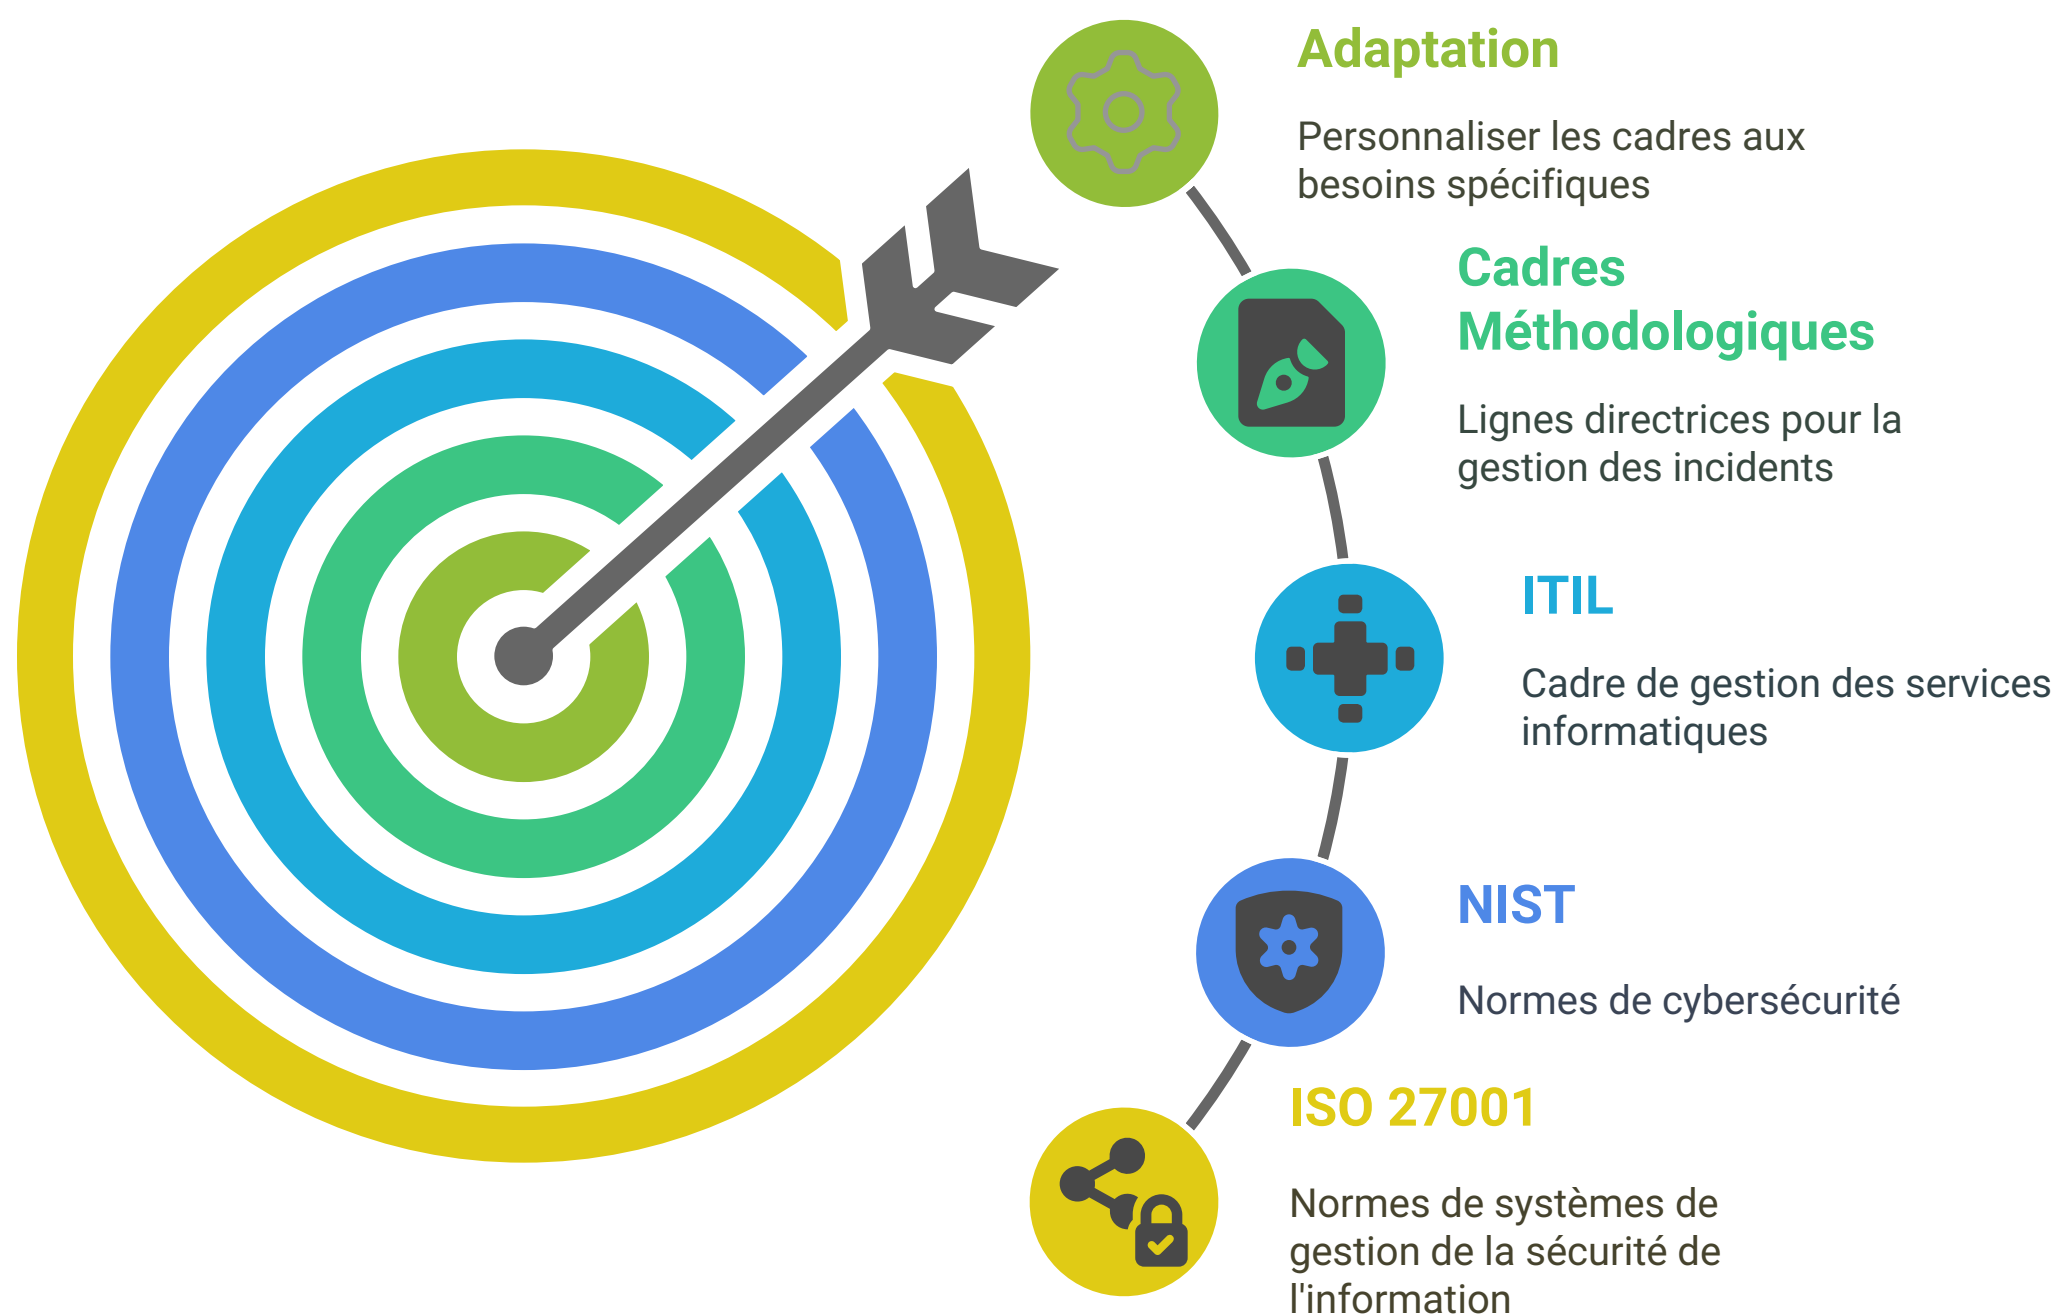 Adaptation
Personnaliser les cadres aux
besoins spécifiques
Cadres
Méthodologiques
Lignes directrices pour la
gestion des incidents
ITIL
Cadre de gestion des services
informatiques
NIST
Normes de cybersécurité
ISO 27001
Normes de systèmes de
gestion de la sécurité de
l'information